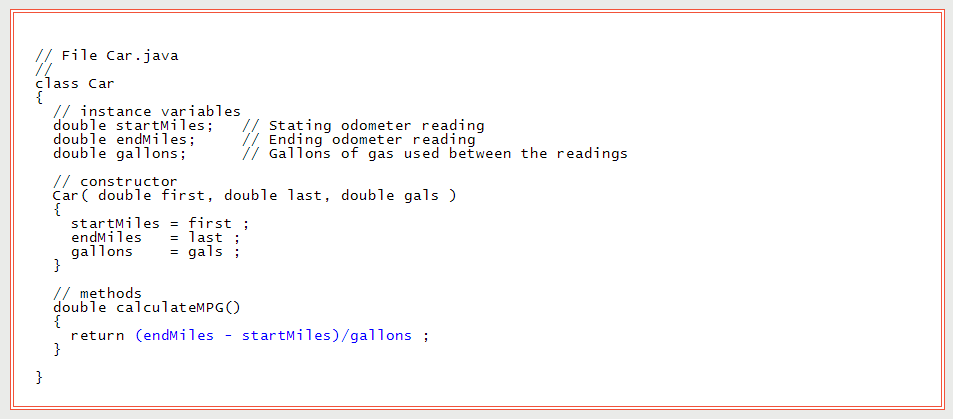 // File Car.java
//
class Car
{
  // instance variables
  double startMiles;   // Stating odometer reading
  double endMiles;     // Ending odometer reading
  double gallons;      // Gallons of gas used between the readings

  // constructor
  Car( double first, double last, double gals )
  {
    startMiles = first ;
    endMiles   = last ;
    gallons    = gals ;
  }

  // methods
  double calculateMPG()
  {
    return (endMiles - startMiles)/gallons ;
  }

}